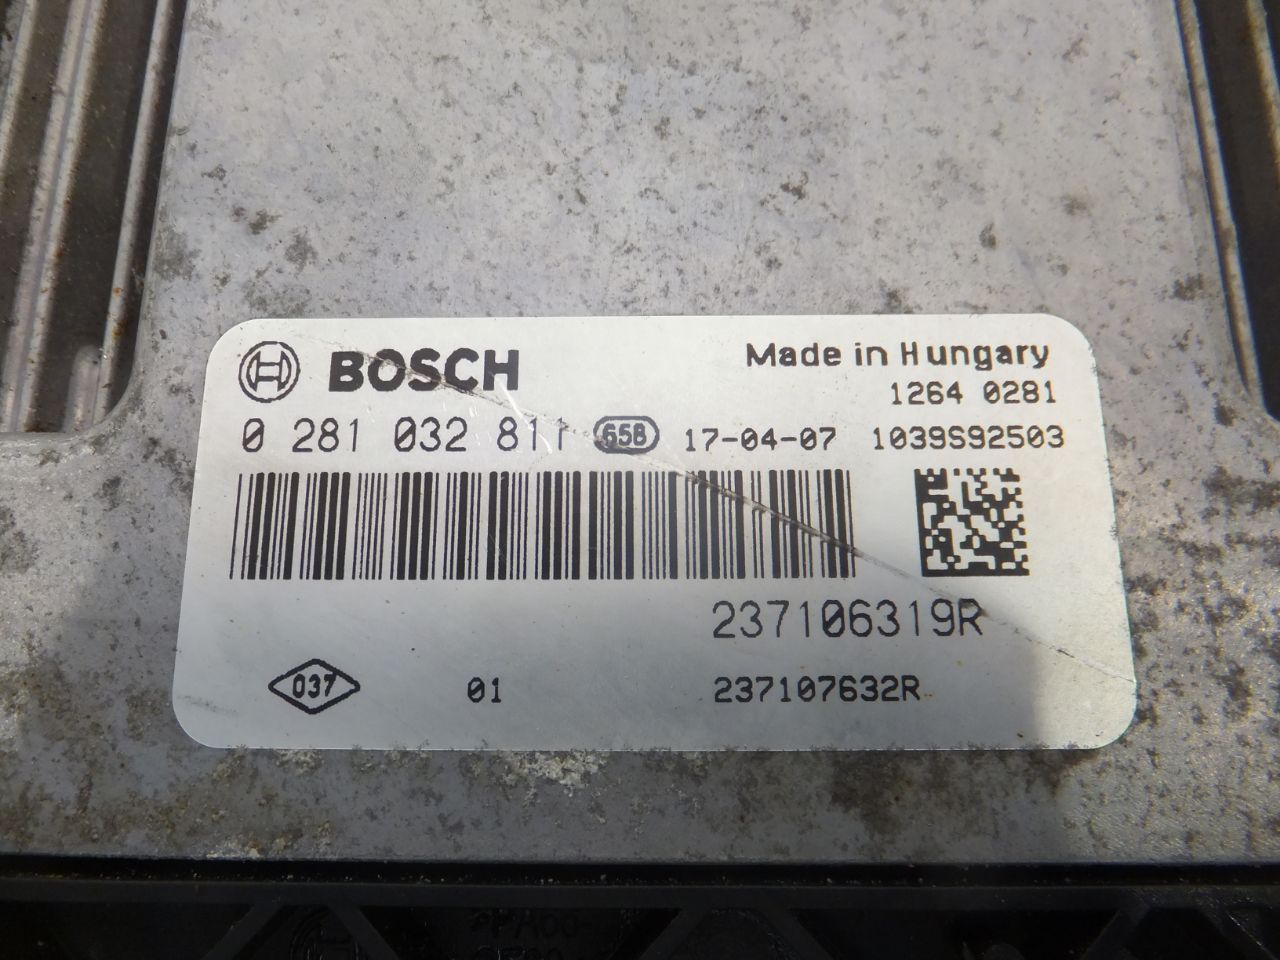 BOSCH
Made in Hungary
1264 0281
0 281 032 811 658 17-04-07 1039S92503
237106319R
037 01 237107632R